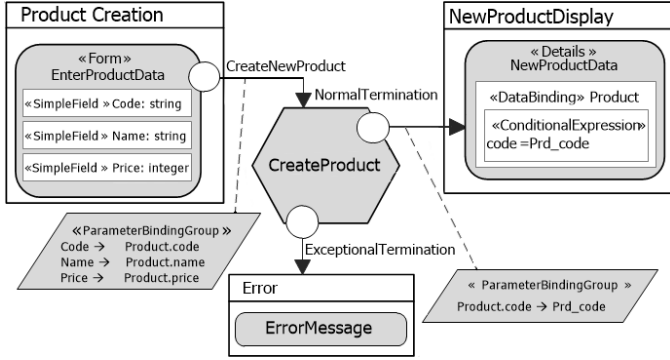 Product Creation
«Form»
EnterProductData
«SimpleField » Code: string
«SimpleField » Name: string
«SimpleField » Price: integer
CreateNewProduct
NormalTermination
CreateProduct
ExceptionalTermination
NewProductDisplay
«Details »
NewProductData
«DataBinding» Product
«ConditionalExpression»
code =Prd_code
«ParameterBindingGroup »
Code → Product.code
Name → Product.name
Price → Product.price
Error
ErrorMessage
« ParameterBindingGroup »
Product.code → Prd_code